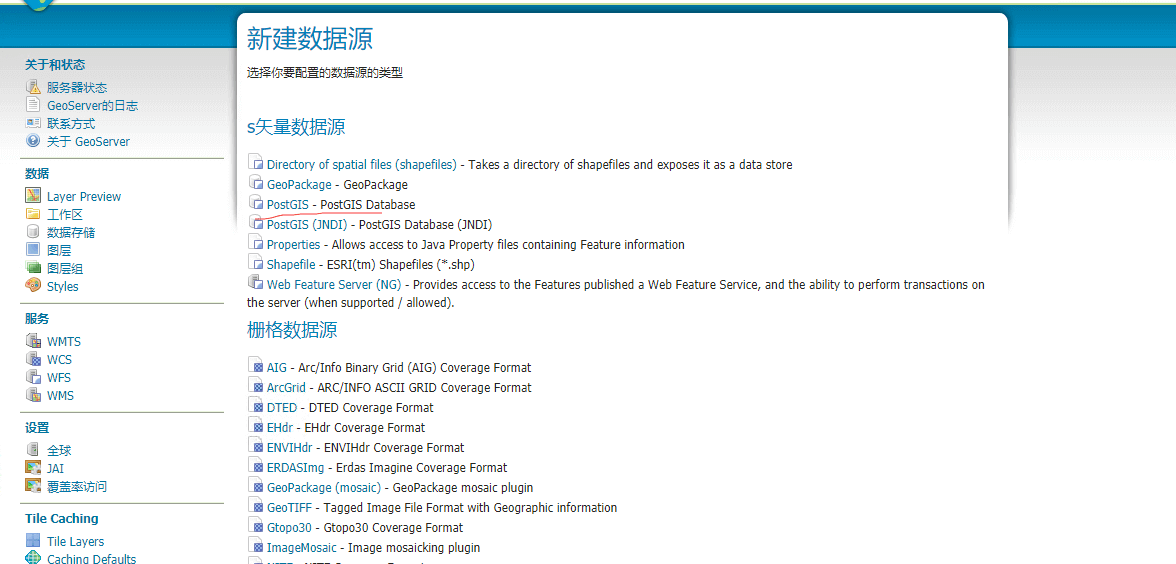 关于和状态
服务器状态
GeoServer的日志
联系方式
关于 GeoServer
数据
Layer Preview
工作区
数据存储
图层
图层组
Styles
服务
WMTS
WCS
WFS
WMS
设置
全球
JAI
覆盖率访问
Tile Caching
Tile Layers
Caching Defaults
新建数据源
选择你要配置的数据源的类型
s矢量数据源
Directory of spatial files (shapefiles) - Takes a directory of shapefiles and exposes it as a data store
GeoPackage - GeoPackage
PostGIS - PostGIS Database
PostGIS (JNDI) - PostGIS Database (JNDI)
Properties - Allows access to Java Property files containing Feature information
Shapefile - ESRI(tm) Shapefiles (*.shp)
Web Feature Server (NG) - Provides access to the Features published a Web Feature Service, and the ability to perform transactions on
the server (when supported / allowed).
栅格数据源
AIG - Arc/Info Binary Grid (AIG) Coverage Format
ArcGrid - ARC/INFO ASCII GRID Coverage Format
DTED - DTED Coverage Format
EHdr - EHdr Coverage Format
ENVIHdr - ENVIHdr Coverage Format
ERDASImg - Erdas Imagine Coverage Format
GeoPackage (mosaic) - GeoPackage mosaic plugin
GeoTIFF - Tagged Image File Format with Geographic information
Gtopo30 - Gtopo30 Coverage Format
ImageMosaic - Image mosaicking plugin